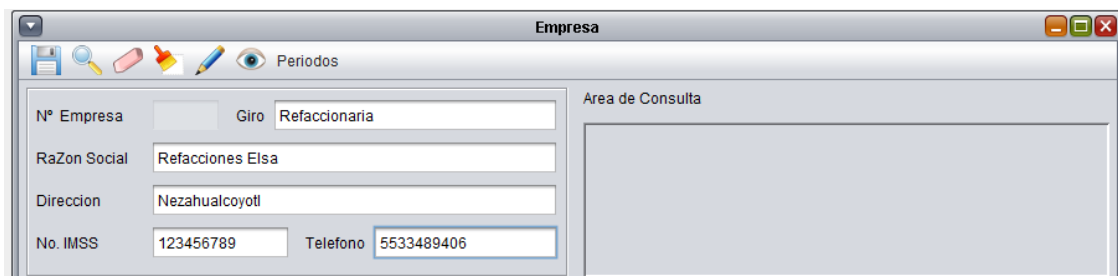 Empresa
Periodos
Nº Empresa Giro Refaccionaria
RaZon Social Refacciones Elsa
Direccion Nezahualcoyotl
No. IMSS 123456789 Telefono 5533489406
Area de Consulta